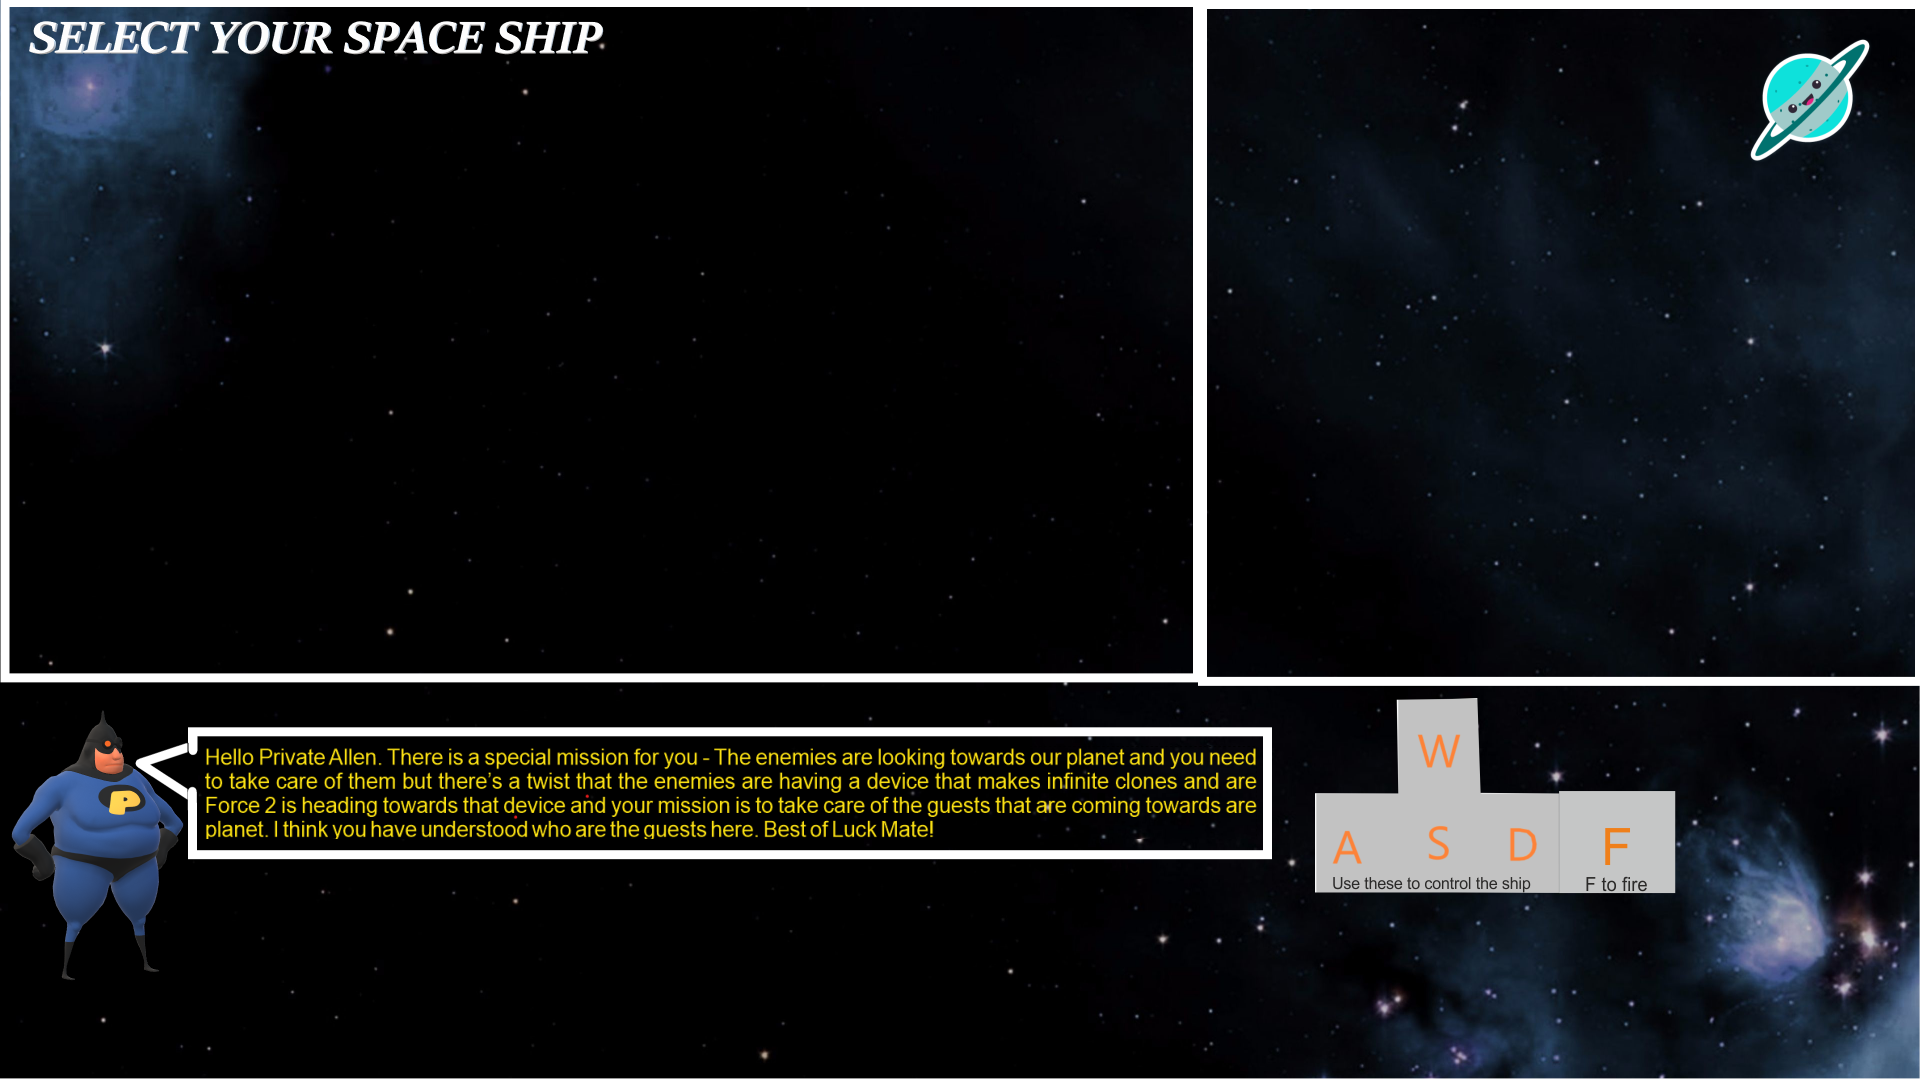 SELECT YOUR SPACE SHIP
Hello Private Allen. There is a special mission for you - The enemies are looking towards our planet and you need
to take care of them but there's a twist that the enemies are having a device that makes infinite clones and are
Force 2 is heading towards that device and your mission is to take care of the guests that are coming towards are
planet. I think you have understood who are the guests here. Best of Luck Mate!
W
A S D F
Use these to control the ship F to fire